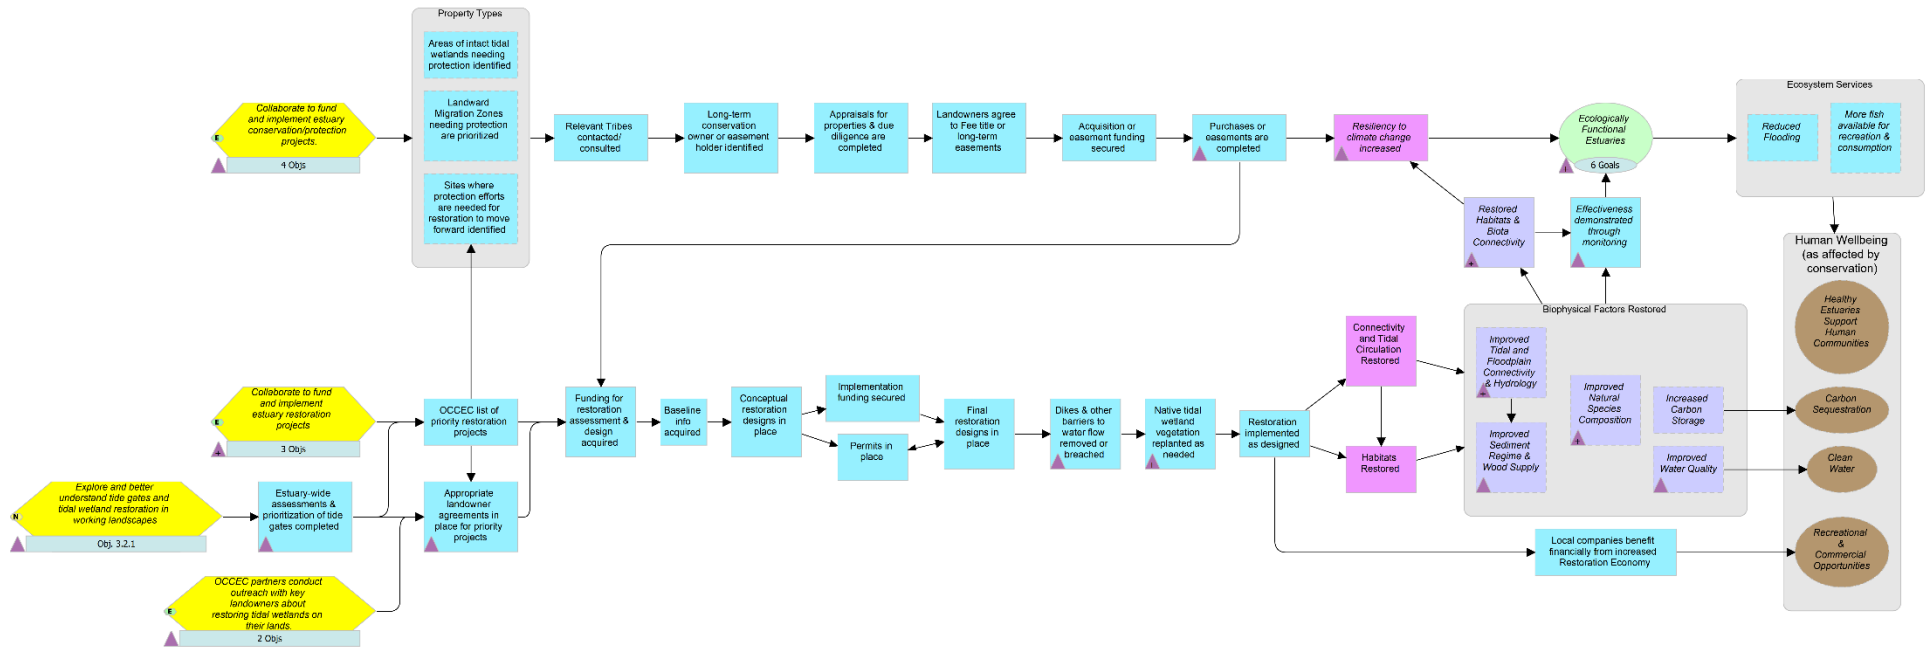 Property Types
Areas of intact tidal
wetlands needing
protection identified
Landward
Migration Zones
needing protection
are prioritized
Sites where
protection efforts
are needed for
restoration to move
forward identified
Collaborate to fund
and implement estuary
conservation/protection
projects.
E
4 Objs
Relevant Tribes
contacted/
consulted
Long-term
conservation
owner or easement
holder identified
Appraisals for
properties & due
diligence are
completed
Landowners agree
to Fee title or
long-term
easements
Acquisition or
easement funding
secured
Purchases or
easements are
completed
Resiliency to
climate change
increased
Ecologically
Functional
Estuaries
6 Goals
Ecosystem Services
Reduced
Flooding
More fish
available for
recreation &
consumption
Restored
Habitats &
Biota
Connectivity
Effectiveness
demonstrated
through
monitoring
Human Wellbeing
(as affected by
conservation)
Healthy
Estuaries
Support
Human
Communities
Carbon
Sequestration
Clean
Water
Recreational
&
Commercial
Opportunities
Collaborate to fund
and implement
estuary restoration
projects
E
3 Objs
OCCEC list of
priority restoration
projects
Funding for
restoration
assessment &
design
acquired
Baseline
info
acquired
Conceptual
restoration
designs in
place
Implementation
funding secured
Permits in
place
Final
restoration
designs in
place
Dikes & other
barriers to
water flow
removed or
breached
Native tidal
wetland
vegetation
replanted as
needed
Restoration
implemented
as designed
Connectivity
and Tidal
Circulation
Restored
Habitats
Restored
Biophysical Factors Restored
Improved
Tidal and
Floodplain
Connectivity
& Hydrology
Improved
Sediment
Regime &
Wood Supply
Improved
Natural
Species
Composition
Increased
Carbon
Storage
Improved
Water Quality
Explore and better
understand tide gates and
tidal wetland restoration in
working landscapes
N
Obj. 3.2.1
Estuary-wide
assessments &
prioritization of tide
gates completed
Appropriate
landowner
agreements in
place for priority
projects
Local companies benefit
financially from increased
Restoration Economy
OCCEC partners conduct
outreach with key
landowners about
restoring tidal wetlands on
their lands.
E
2 Objs